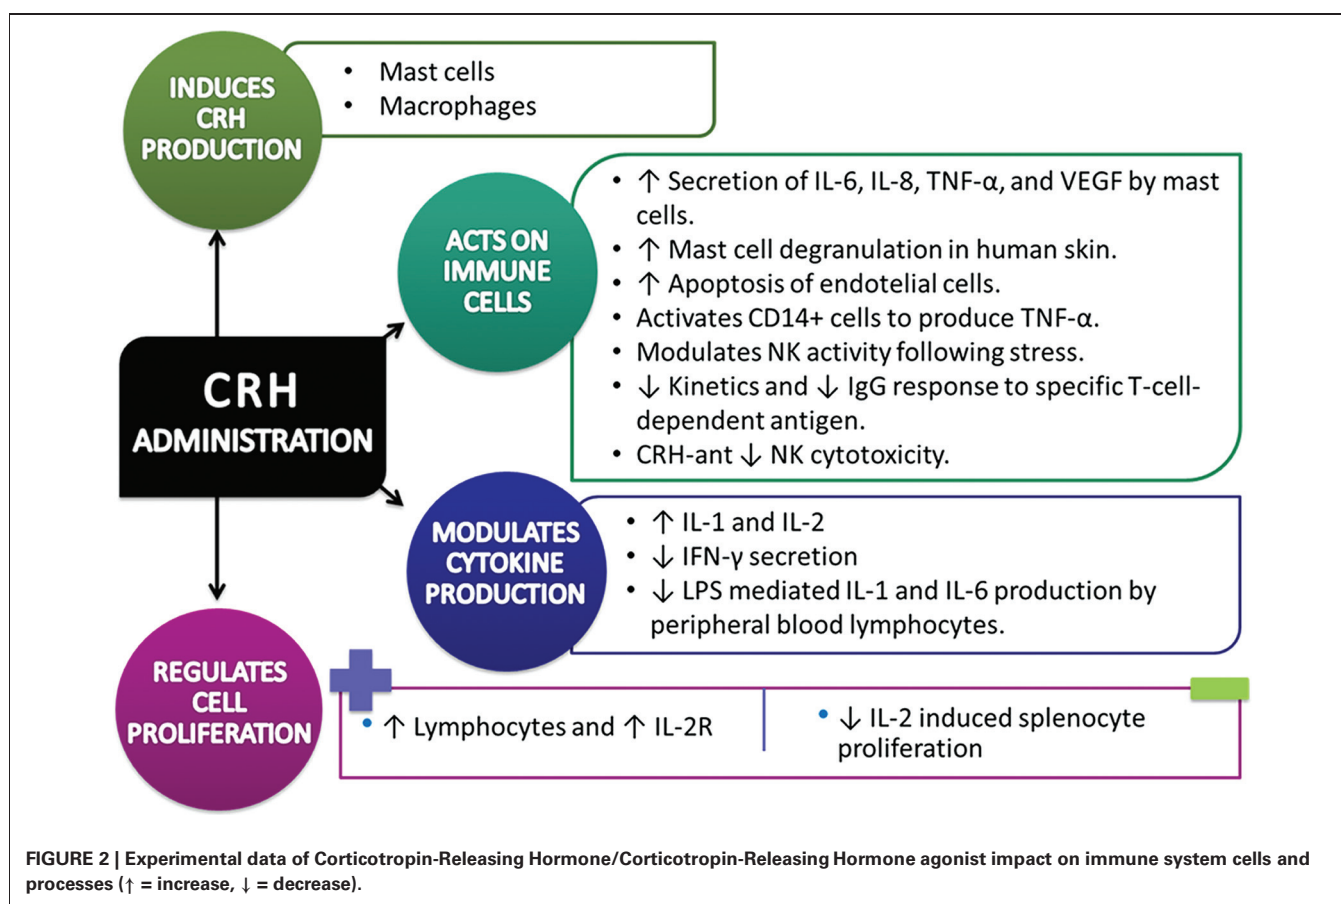 INDUCES
CRH
PRODUCTION
• Mast cells
• Macrophages
ACTS ON
IMMUNE
CELLS
• ↑ Secretion of IL-6, IL-8, TNF-α, and VEGF by mast
cells.
• ↑ Mast cell degranulation in human skin.
• ↑ Apoptosis of endotelial cells.
• Activates CD14+ cells to produce TNF-α.
• Modulates NK activity following stress.
• ↓ Kinetics and ↓ IgG response to specific T-cell-
dependent antigen.
• CRH-ant ↓ NK cytotoxicity.
CRH
ADMINISTRATION
MODULATES
CYTOKINE
PRODUCTION
• ↑ IL-1 and IL-2
• ↓ IFN-γ secretion
• ↓ LPS mediated IL-1 and IL-6 production by
peripheral blood lymphocytes.
REGULATES
CELL
PROLIFERATION
• ↑ Lymphocytes and ↑ IL-2R
• ↓ IL-2 induced splenocyte
proliferation
FIGURE 2 | Experimental data of Corticotropin-Releasing Hormone/Corticotropin-Releasing Hormone agonist impact on immune system cells and
processes (↑ = increase, ↓ = decrease).